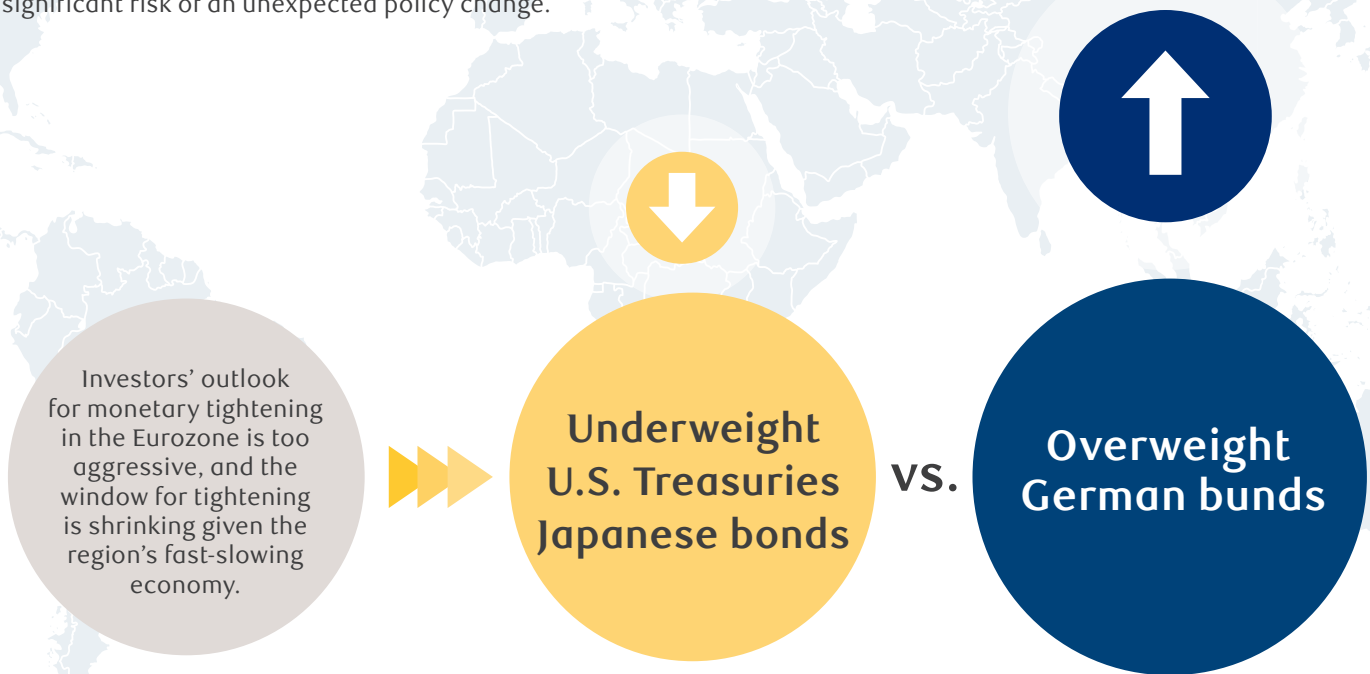 significant risk of an unexpected policy change.
Investors’ outlook
for monetary tightening
in the Eurozone is too
aggressive, and the
window for tightening
is shrinking given the
region’s fast-slowing
economy.
Underweight
U.S. Treasuries
Japanese bonds
vs.
Overweight
German bunds